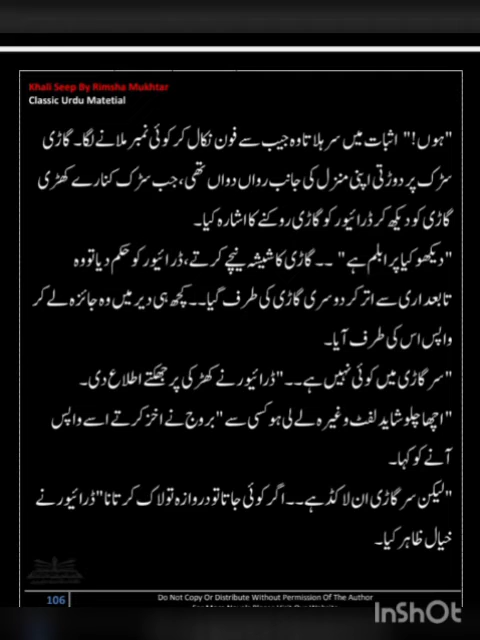 Khali Seep By Rimsha Mukhtar
Classic Urdu Matetial
"ہوں!" اثبات میں سر ہلاتا وہ جیب سے فون نکال کر کوئی نمبر ملانے لگا۔ گاڑی
سڑک پر دوڑتی اپنی منزل کی جانب رواں دواں تھی، جب سڑک کنارے کھڑی
گاڑی کو دیکھ کر ڈرائیور کو گاڑی روکنے کا اشارہ کیا۔
"دیکھو کیا پرابلم ہے" ۔۔ گاڑی کا شیشہ نیچے کرتے، ڈرائیور کو حکم دیا تو وہ
تابعداری سے اتر کر دوسری گاڑی کی طرف گیا۔۔ کچھ ہی دیر میں وہ جائزہ لے کر
واپس اس کی طرف آیا۔
"سر گاڑی میں کوئی نہیں ہے۔۔" ڈرائیور نے کھڑکی پر جھکتے اطلاع دی۔
"اچھا چلو شاید لفٹ وغیرہ لے لی ہو کسی سے" بروج نے اخز کرتے اسے واپس
آنے کو کہا۔
"لیکن سر گاڑی ان لاکڈ ہے۔۔ اگر کوئی جاتا تو دروازہ تو لاک کرتا نا" ڈرائیور نے
خیال ظاہر کیا۔
106
Do Not Copy Or Distribute Without Permission Of The Author
InShOt